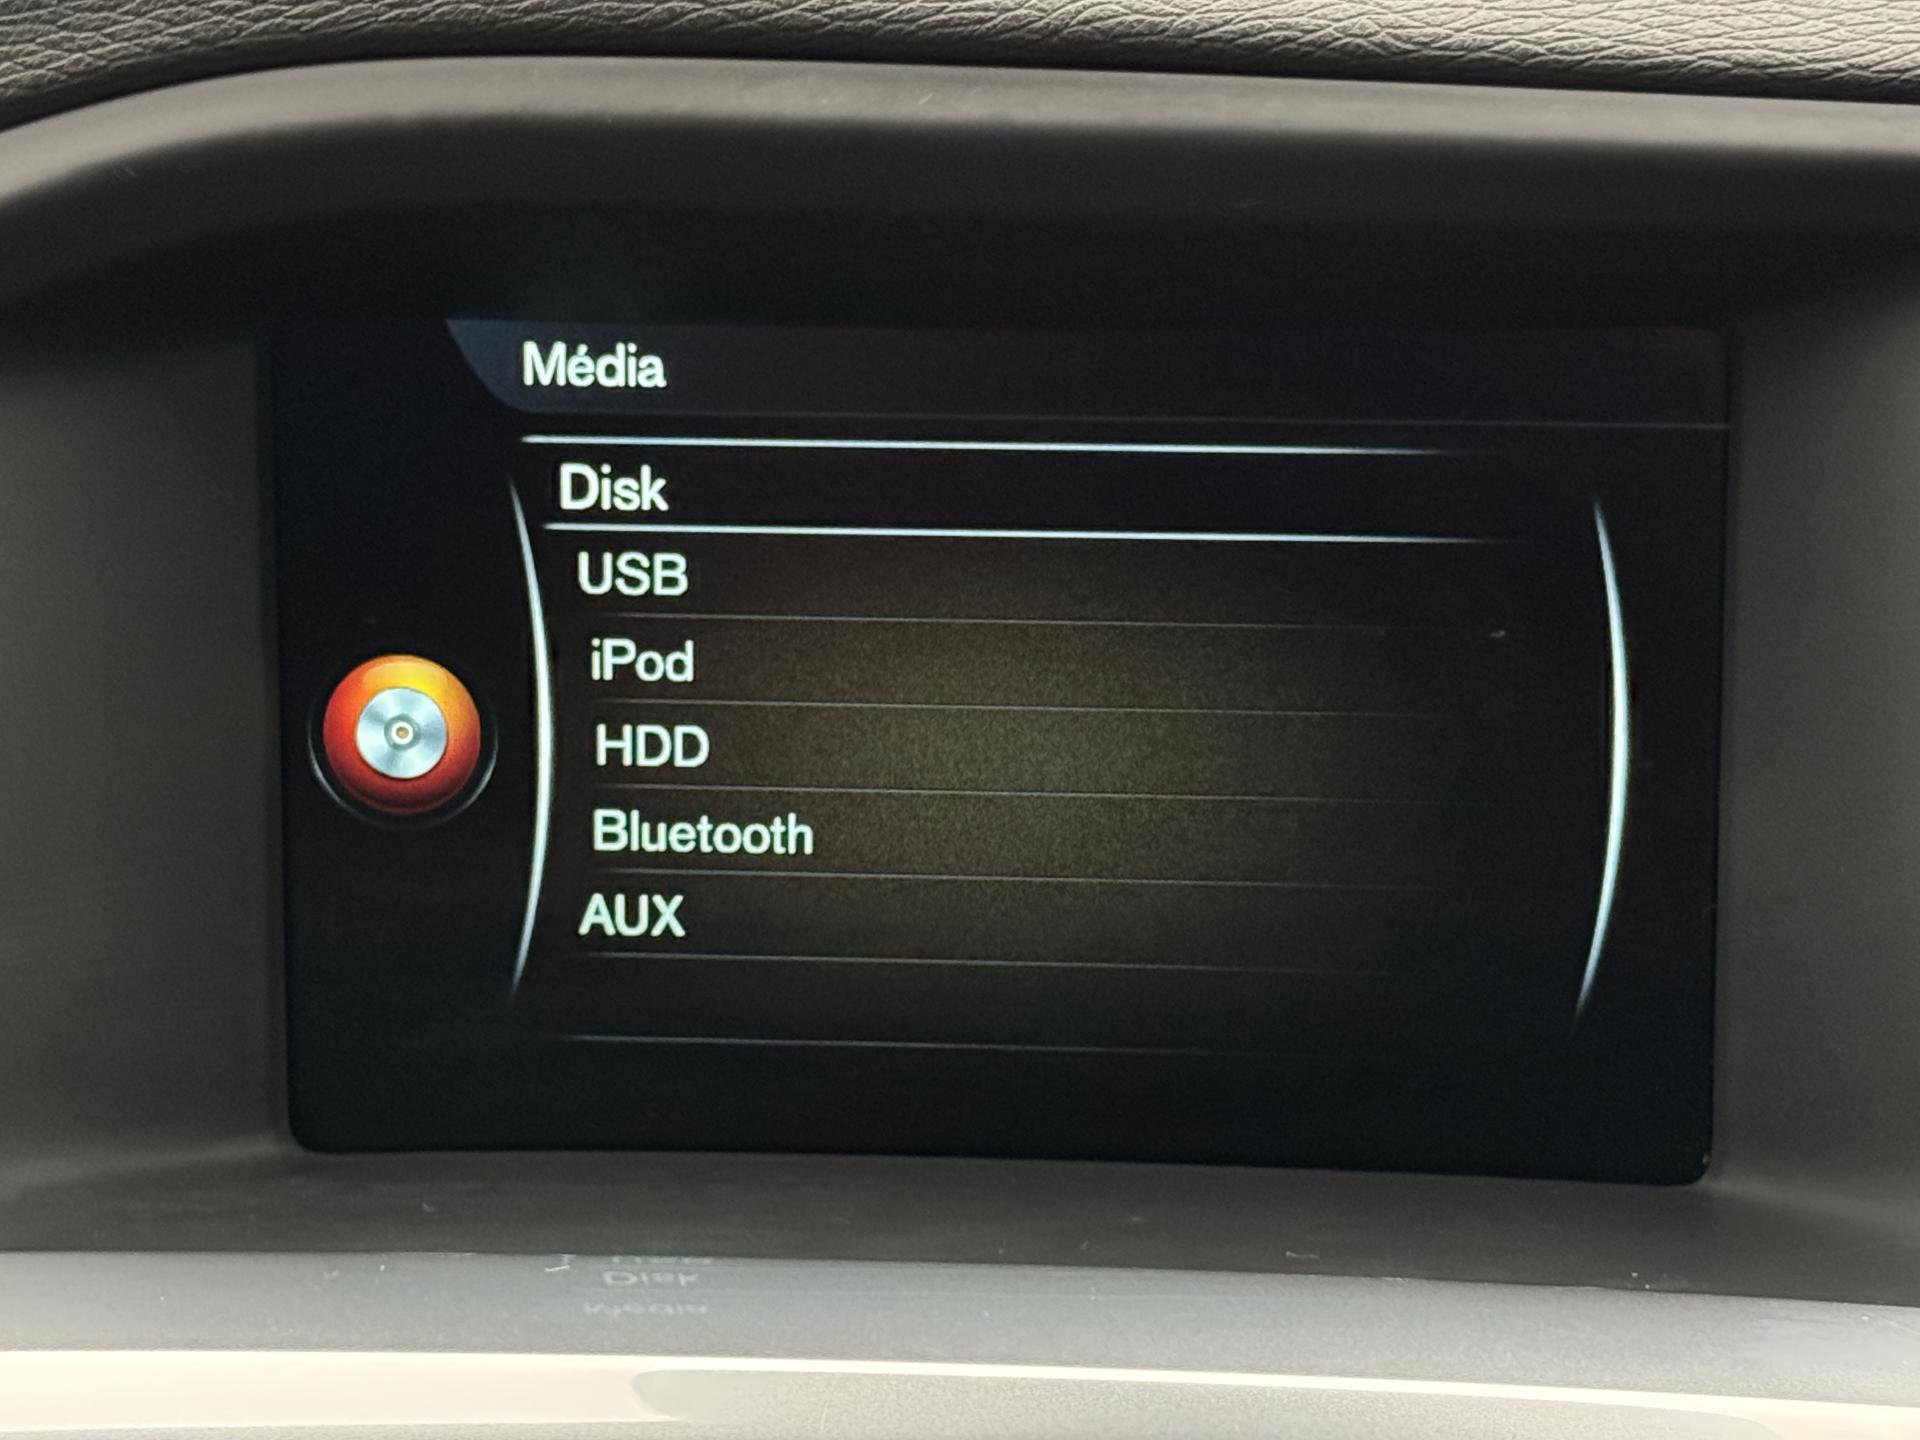 Média
Disk
USB
iPod
HDD
Bluetooth
AUX